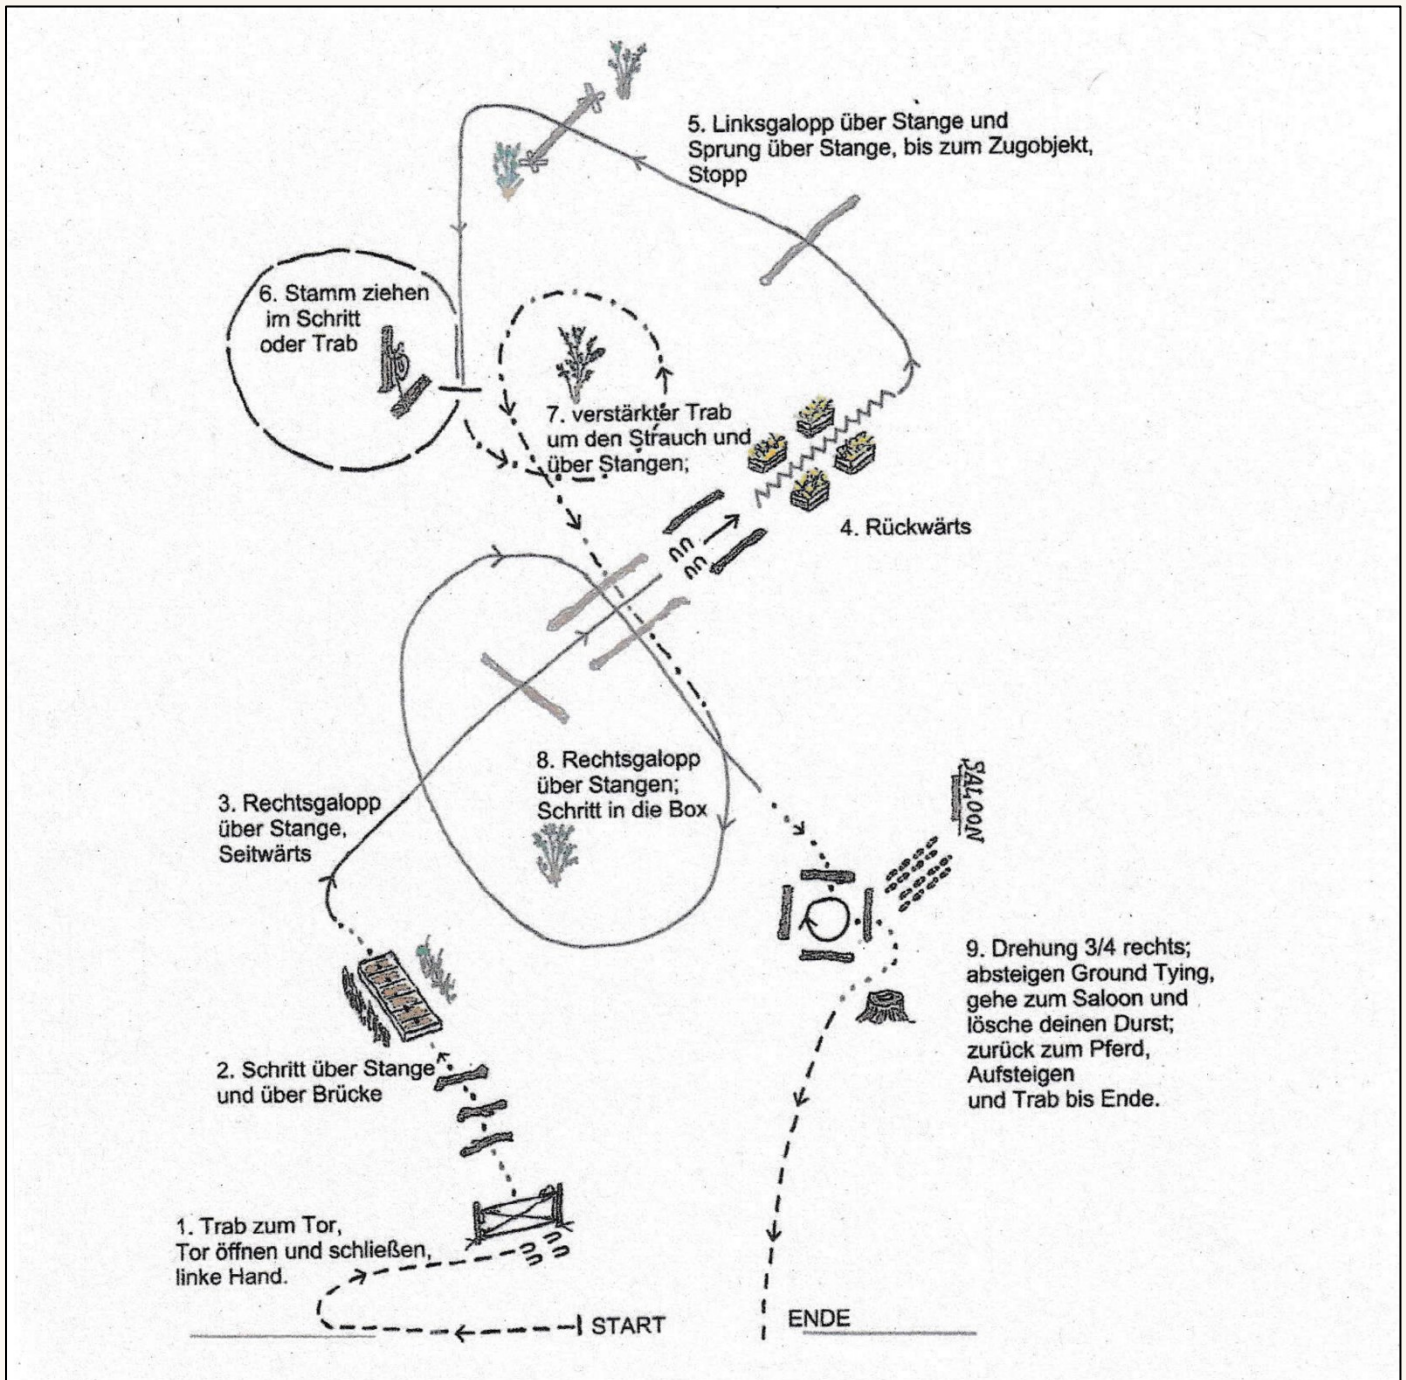 5. Linksgalopp über Stange und
Sprung über Stange, bis zum Zugobjekt,
Stopp
6. Stamm ziehen
im Schritt
oder Trab
7. verstärkter Trab
um den Strauch und
über Stangen;
4. Rückwärts
8. Rechtsgalopp
über Stangen;
Schritt in die Box
3. Rechtsgalopp
über Stange,
Seitwärts
SALOON
9. Drehung 3/4 rechts;
absteigen Ground Tying,
gehe zum Saloon und
lösche deinen Durst;
zurück zum Pferd,
Aufsteigen
und Trab bis Ende.
2. Schritt über Stange
und über Brücke
1. Trab zum Tor,
Tor öffnen und schließen,
linke Hand.
START
ENDE